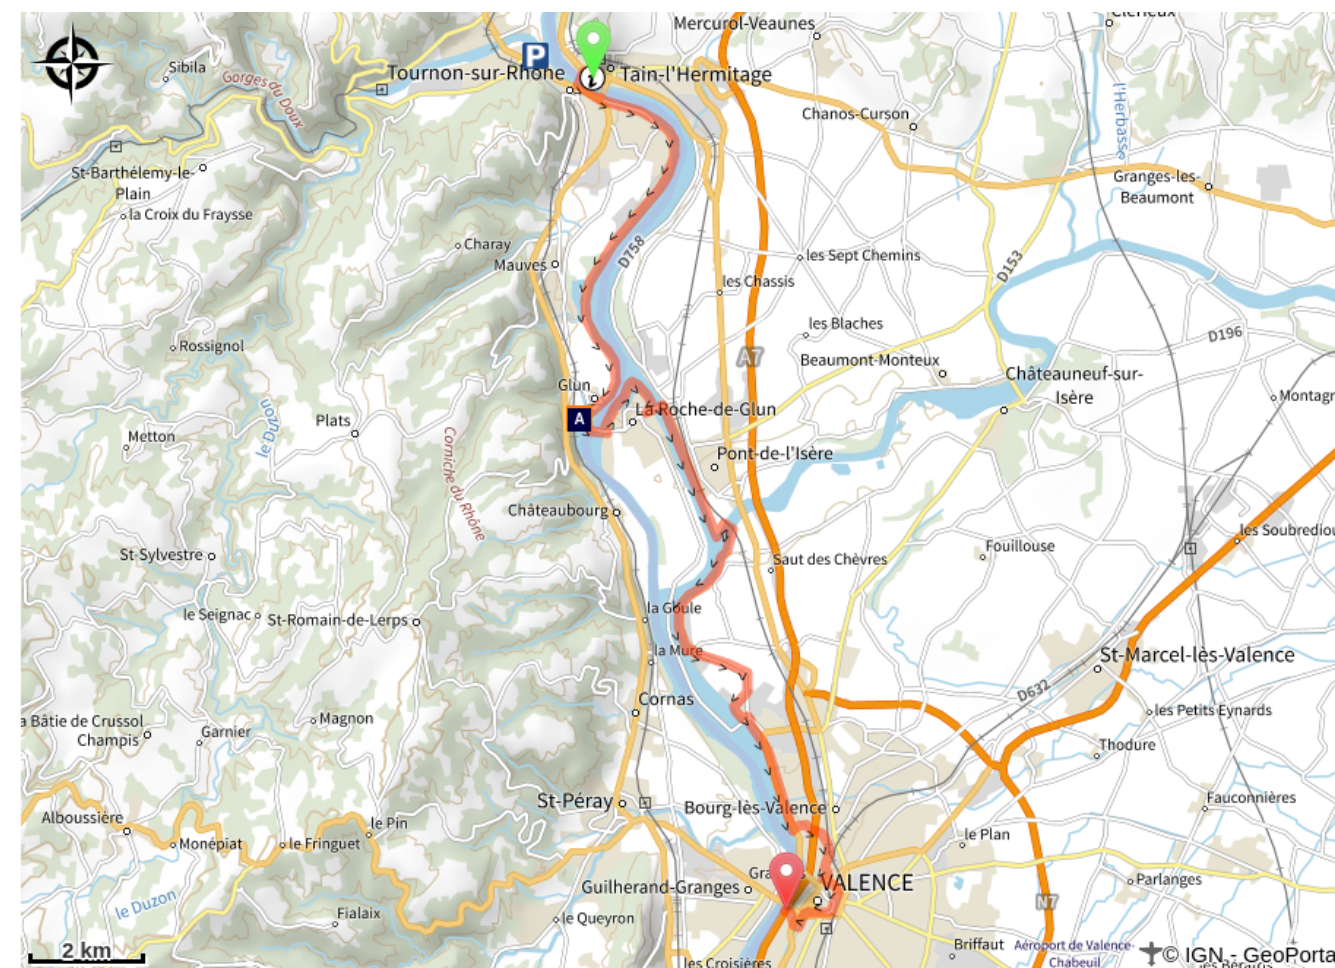 Mercurol-Veaunes
P
Sibila
Tournon-sur-Rhône
Tain-l'Hermitage
Gorges du Doux
l'Herbasse
Chanos-Curson
St-Barthélemy-le-
Plain
Granges-les-
Beaumont
la Croix du Fraysse
Charay
Mauves
D758
les Sept Chemins
D153
les Chassis
les Blaches
Rossignol
A7
Beaumont-Monteux
D196
Châteauneuf-sur-
Isère
Glun
A
La Roche-de-Glun
Plats
le Duzon
Metton
Corniche du Rhône
Pont-de-l'Isère
Châteaubourg
St-Sylvestre
Saut des Chèvres
Fouillouse
le Seignac
St-Romain-de-Lerps
la Goule
la Mure
St-Marcel-lès-Valence
D632
Cornas
Magnon
a Bâtie de Crussol
Champis
Garnier
les Petits Eynards
Thodure
St-Péray
Bourg-lès-Valence
Fauconnières
Alboussière
le Pin
Monépiat
le Fringuet
le Plan
VALENCE
Guilherand-Granges
Parlanges
le Duzon
Fialaix
le Queyron
N7
Briffaut
Aéroport de Valence-
Chabeuil
2 km
les Croisières
© IGN - GeoPorta